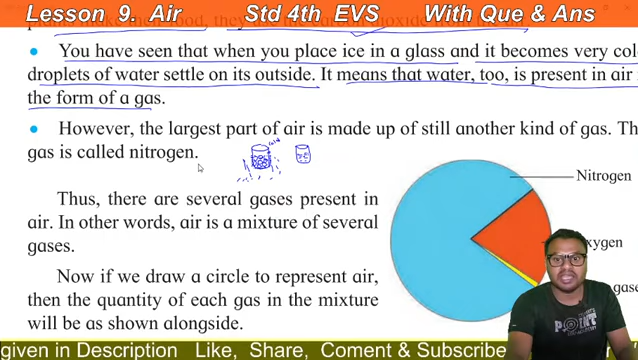 Lesson 9. Air Std 4th EVS With Que & Ans
You have seen that when you place ice in a glass and it becomes very col
droplets of water settle on its outside. It means that water, too, is present in air
the form of a gas.
However, the largest part of air is made up of still another kind of gas. Th
gas is called nitrogen.
cold
Nitrogen
Thus, there are several gases present in
air. In other words, air is a mixture of several
gases.
xygen
Now if we draw a circle to represent air,
then the quantity of each gas in the mixture
will be as shown alongside.
gase
POINT
given in Description Like, Share, Coment & Subscribe